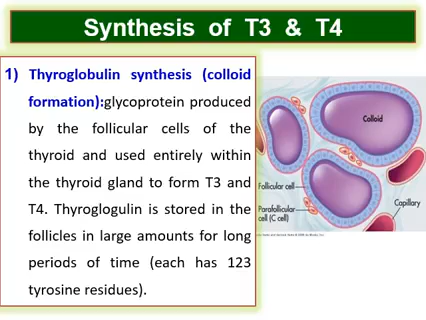 Synthesis of T3 & T4
1) Thyroglobulin synthesis (colloid
formation):glycoprotein produced
by the follicular cells of the
thyroid and used entirely within
the thyroid gland to form T3 and
T4. Thyroglogulin is stored in the
follicles in large amounts for long
periods of time (each has 123
tyrosine residues).
Colloid
Follicular cell
Parafollicular
cell (C cell)
Capillary